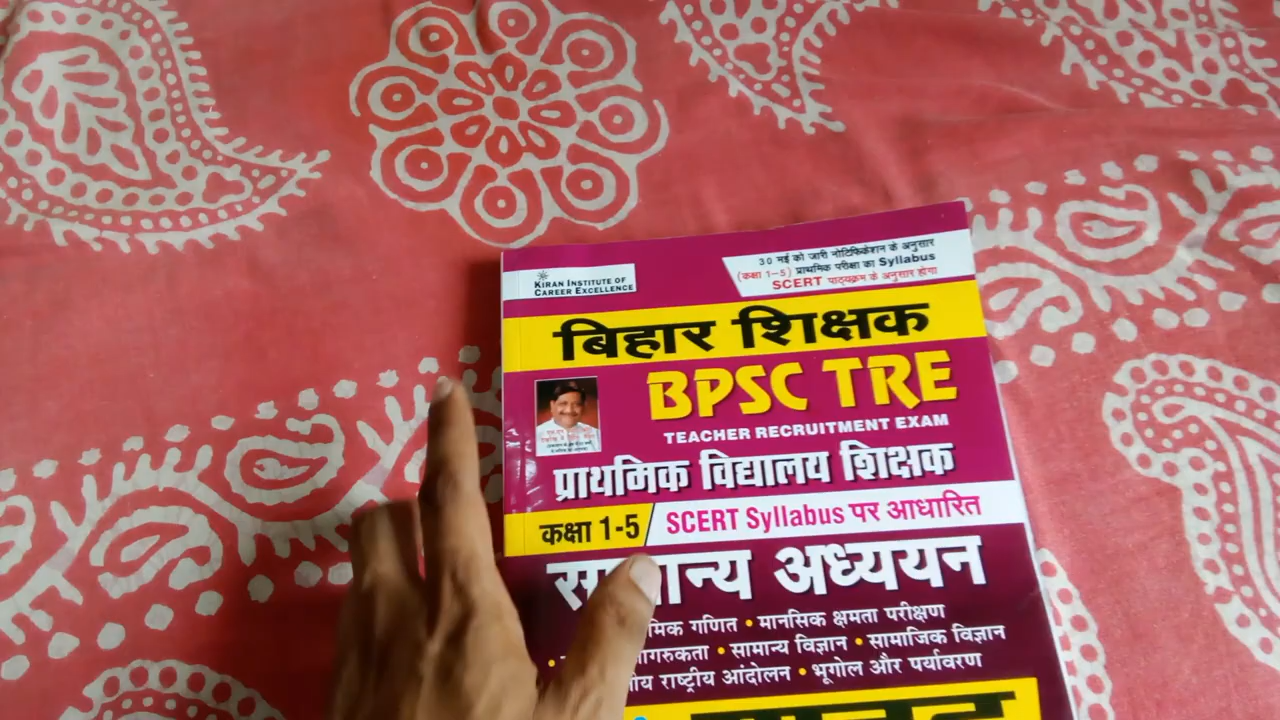 KIRAN INSTITUTE OF
CAREER EXCELLENCE
30 मई को जारी नोटिफिकेशन के अनुसार
(कक्षा 1-5) प्राथमिक परीक्षा का Syllabus
SCERT पाठ्यक्रम के अनुसार होगा
बिहार शिक्षक
BPSC TRE
TEACHER RECRUITMENT EXAM
प्राथमिक विद्यालय शिक्षक
कक्षा 1-5
SCERT Syllabus पर आधारित
अध्ययन
गणित • मानसिक क्षमता परीक्षण
• सामान्य विज्ञान • सामाजिक विज्ञान
राष्ट्रीय आंदोलन • भूगोल और पर्यावरण